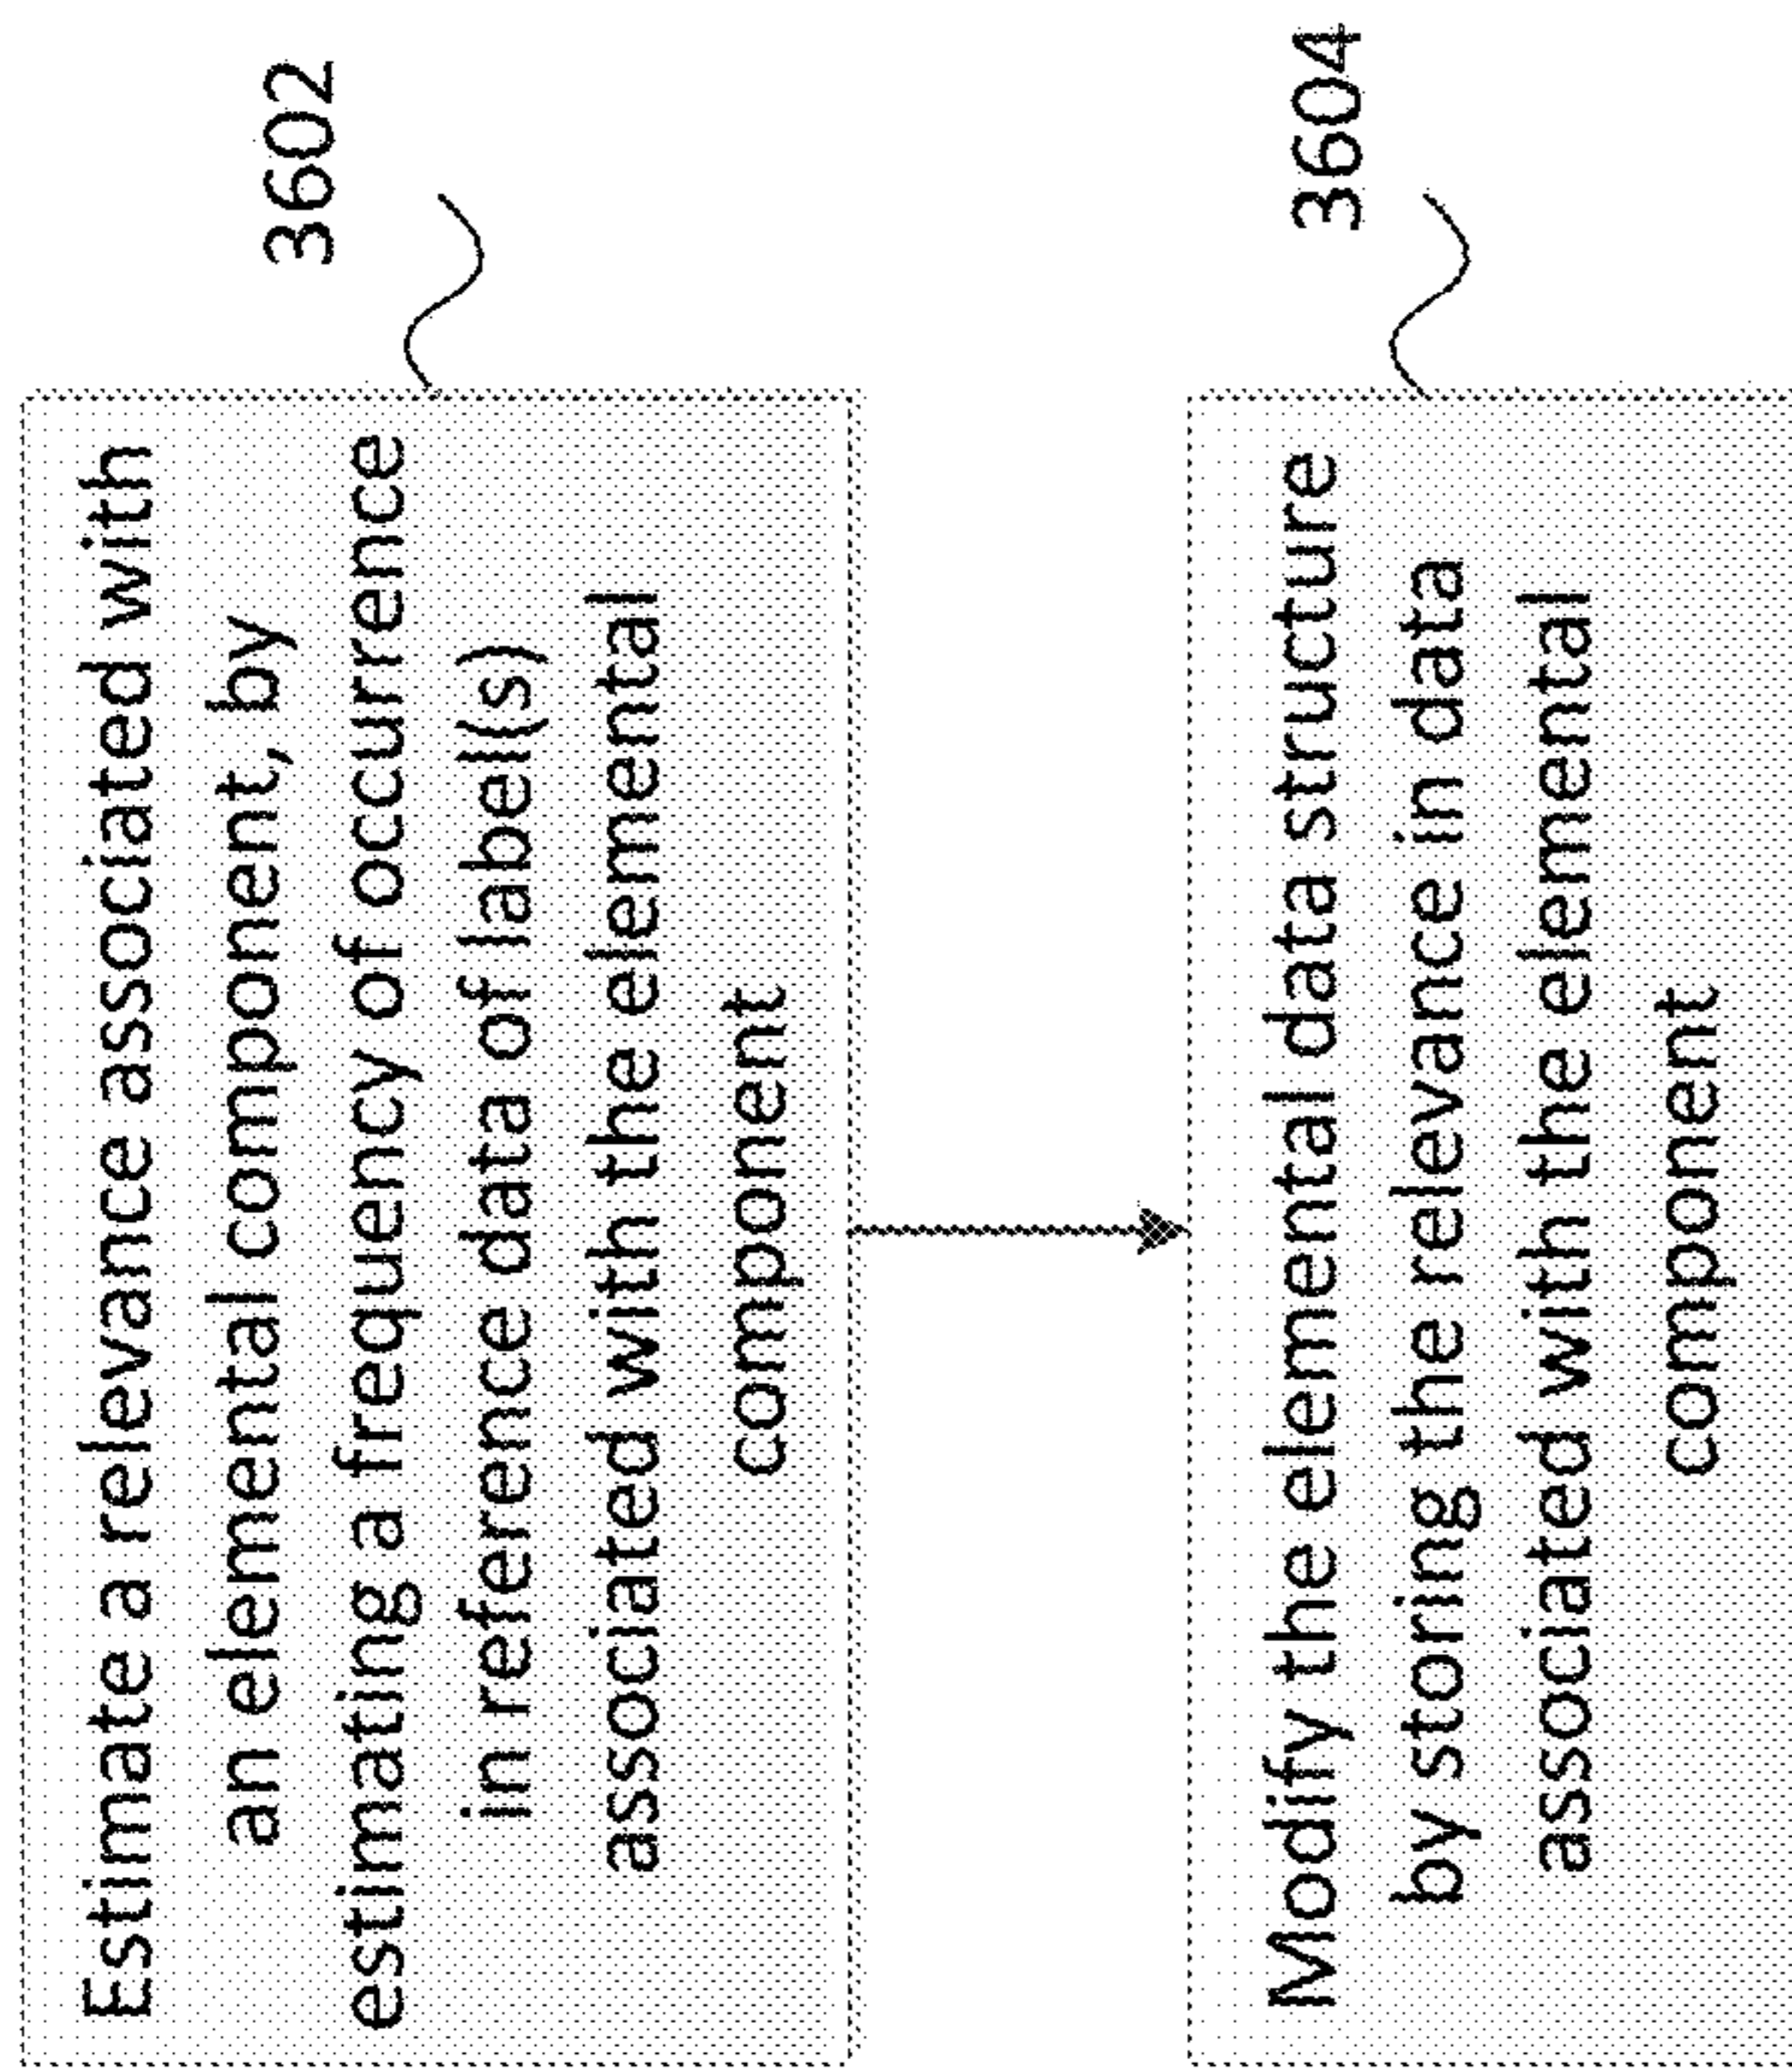 Estimate a relevance associated with
an elemental component, by
estimating a frequency of occurrence
in reference data of label(s)
associated with the elemental
component
3602
Modify the elemental data structure
by storing the relevance in data
associated with the elemental
component
3604